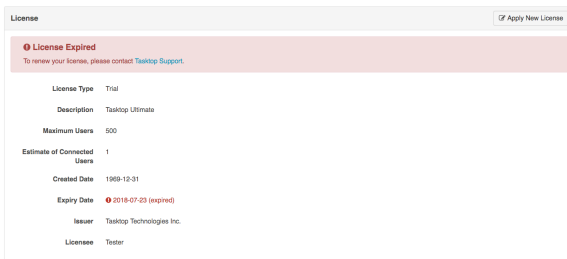 License
Apply New License
License Expired
To renew your license, please contact Tasktop Support.
License Type Trial
Description Tasktop Ultimate
Maximum Users 500
Estimate of Connected
Users 1
Created Date 1969-12-31
Expiry Date 2018-07-23 (expired)
Issuer Tasktop Technologies Inc.
Licensee Tester